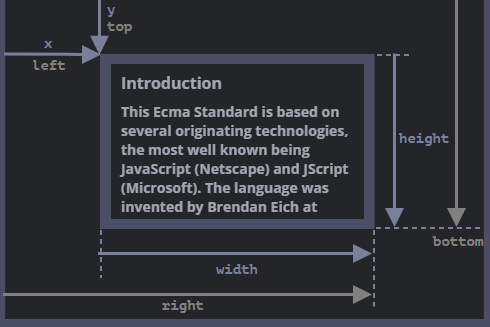 y
top
x
left
Introduction
This Ecma Standard is based on
several originating technologies,
the most well known being
JavaScript (Netscape) and JScript
(Microsoft). The language was
invented by Brendan Eich at
height
bottom
width
right